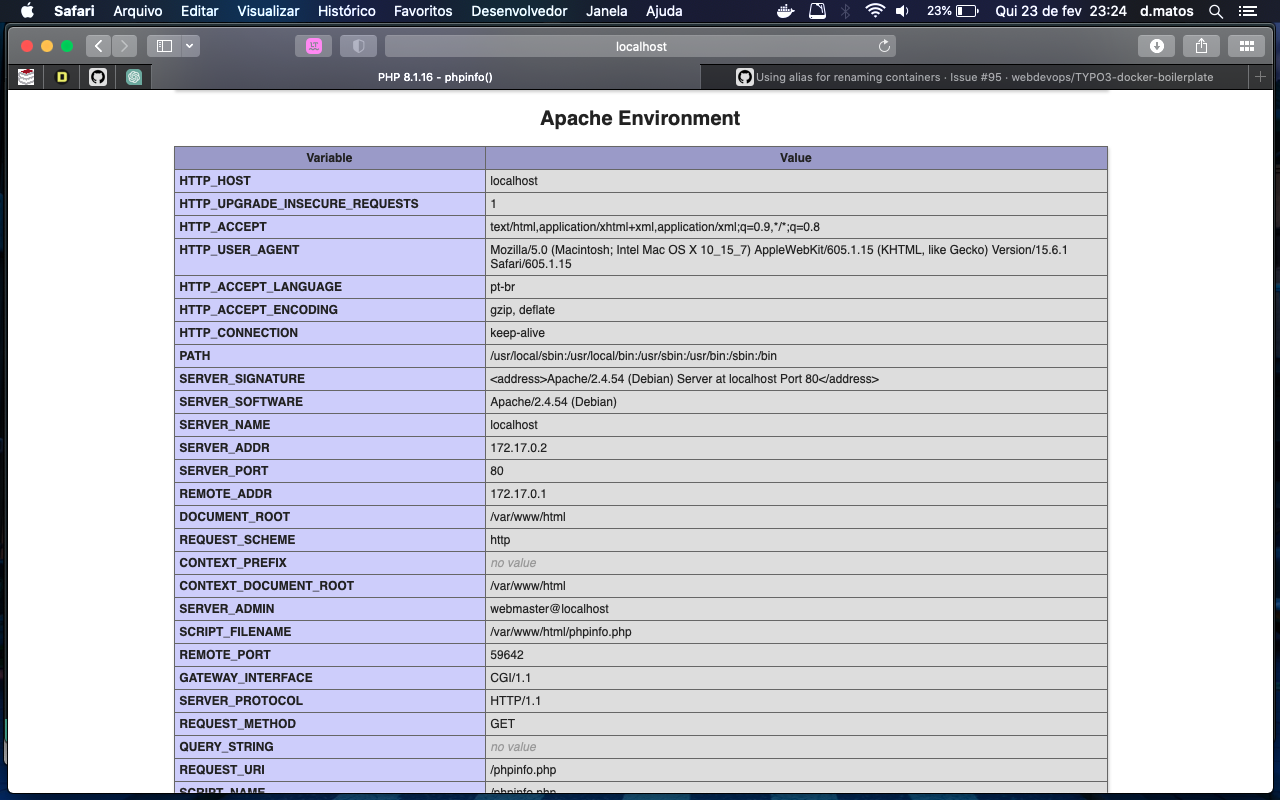 Safari Arquivo Editar Visualizar Histórico Favoritos Desenvolvedor Janela Ajuda 23% Qui 23 de fev 23:24 d.matos
localhost
PHP 8.1.16 - phpinfo() Using alias for renaming containers · Issue #95 · webdevops/TYPO3-docker-boilerplate
Apache Environment
Variable Value
HTTP_HOST localhost
HTTP_UPGRADE_INSECURE_REQUESTS 1
HTTP_ACCEPT text/html,application/xhtml+xml,application/xml;q=0.9,*/*;q=0.8
HTTP_USER_AGENT Mozilla/5.0 (Macintosh; Intel Mac OS X 10_15_7) AppleWebKit/605.1.15 (KHTML, like Gecko) Version/15.6.1
Safari/605.1.15
HTTP_ACCEPT_LANGUAGE pt-br
HTTP_ACCEPT_ENCODING gzip, deflate
HTTP_CONNECTION keep-alive
PATH /usr/local/sbin:/usr/local/bin:/usr/sbin:/usr/bin:/sbin:/bin
SERVER_SIGNATURE <address>Apache/2.4.54 (Debian) Server at localhost Port 80</address>
SERVER_SOFTWARE Apache/2.4.54 (Debian)
SERVER_NAME localhost
SERVER_ADDR 172.17.0.2
SERVER_PORT 80
REMOTE_ADDR 172.17.0.1
DOCUMENT_ROOT /var/www/html
REQUEST_SCHEME http
CONTEXT_PREFIX no value
CONTEXT_DOCUMENT_ROOT /var/www/html
SERVER_ADMIN webmaster@localhost
SCRIPT_FILENAME /var/www/html/phpinfo.php
REMOTE_PORT 59642
GATEWAY_INTERFACE CGI/1.1
SERVER_PROTOCOL HTTP/1.1
REQUEST_METHOD GET
QUERY_STRING no value
REQUEST_URI /phpinfo.php
SCRIPT_NAME /phpinfo.php